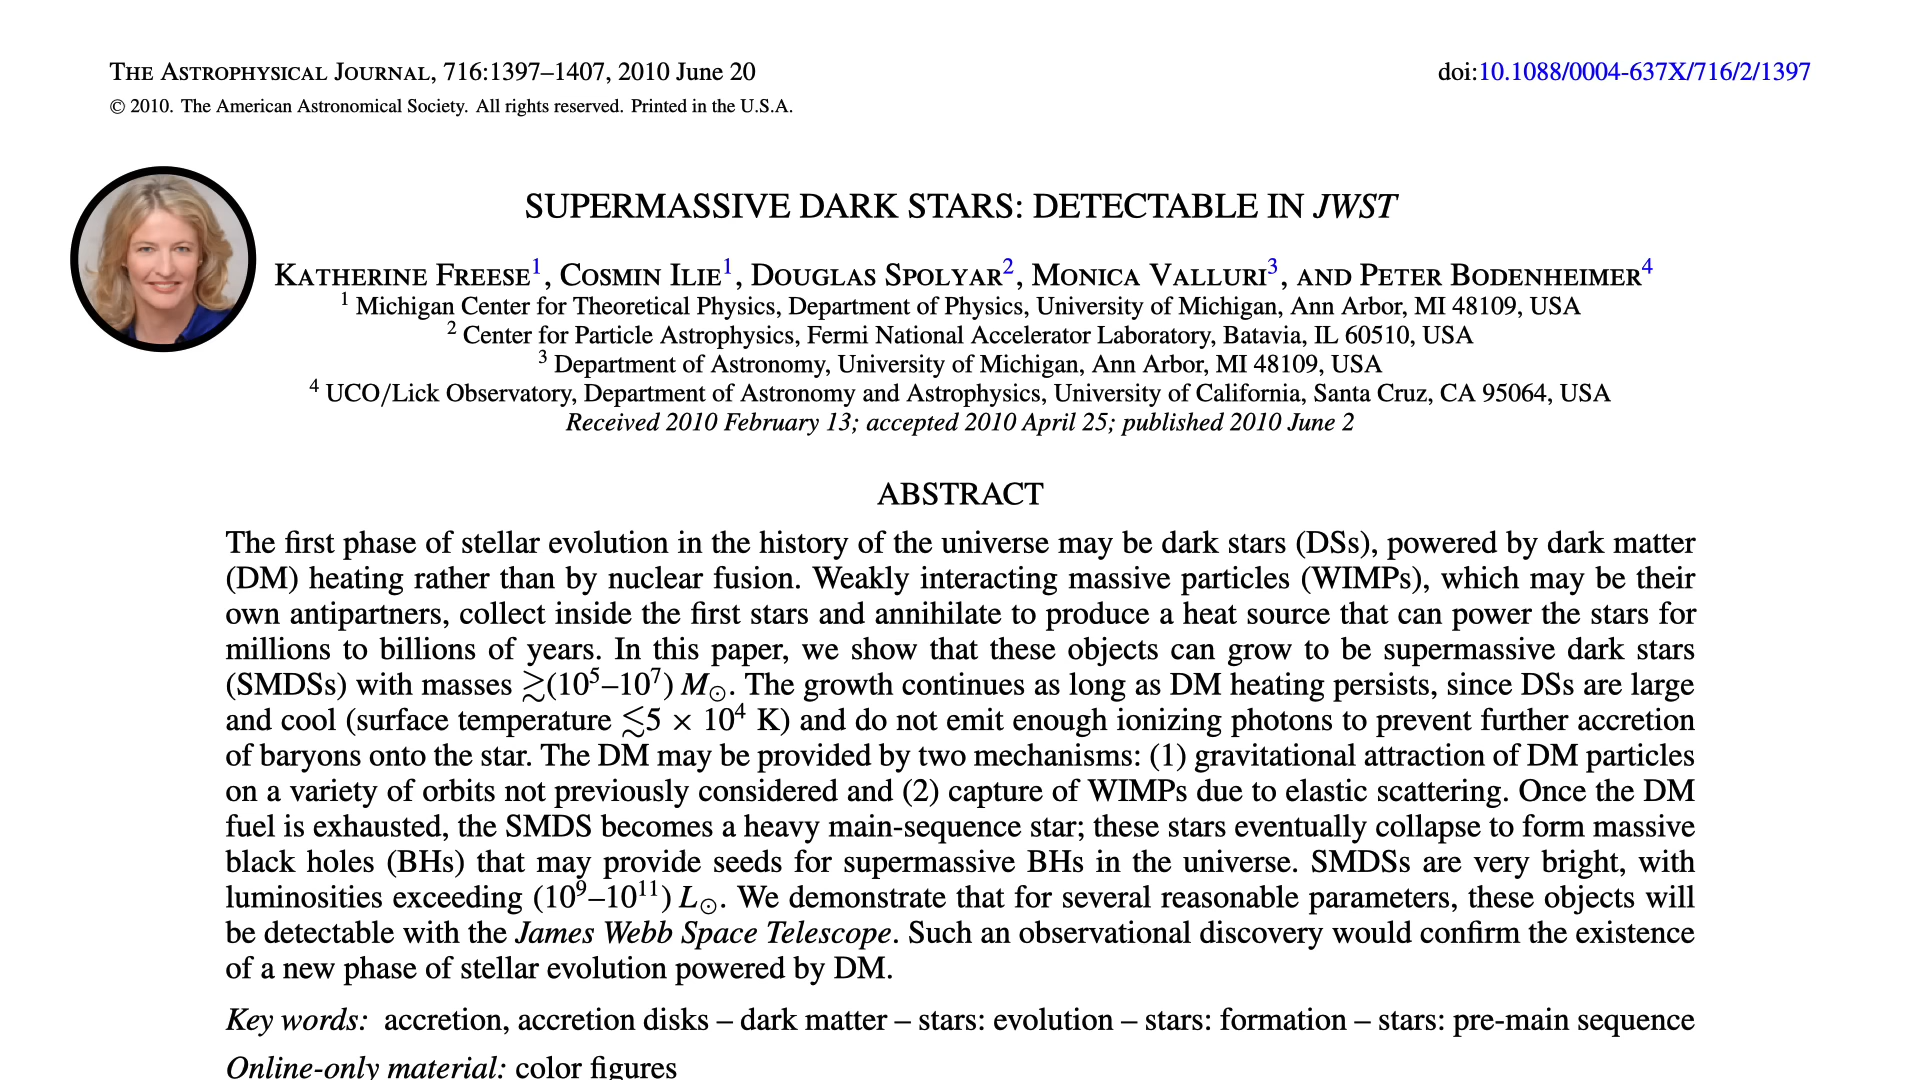 THE ASTROPHYSICAL JOURNAL, 716:1397–1407, 2010 June 20
doi:10.1088/0004-637X/716/2/1397
© 2010. The American Astronomical Society. All rights reserved. Printed in the U.S.A.
SUPERMASSIVE DARK STARS: DETECTABLE IN JWST
KATHERINE FREESE¹, COSMIN ILIE¹, DOUGLAS SPOLYAR², MONICA VALLURI³, AND PETER BODENHEIMER⁴
¹ Michigan Center for Theoretical Physics, Department of Physics, University of Michigan, Ann Arbor, MI 48109, USA
² Center for Particle Astrophysics, Fermi National Accelerator Laboratory, Batavia, IL 60510, USA
³ Department of Astronomy, University of Michigan, Ann Arbor, MI 48109, USA
⁴ UCO/Lick Observatory, Department of Astronomy and Astrophysics, University of California, Santa Cruz, CA 95064, USA
Received 2010 February 13; accepted 2010 April 25; published 2010 June 2
ABSTRACT
The first phase of stellar evolution in the history of the universe may be dark stars (DSs), powered by dark matter
(DM) heating rather than by nuclear fusion. Weakly interacting massive particles (WIMPs), which may be their
own antipartners, collect inside the first stars and annihilate to produce a heat source that can power the stars for
millions to billions of years. In this paper, we show that these objects can grow to be supermassive dark stars
(SMDSs) with masses ≳(10⁵–10⁷) M⊙. The growth continues as long as DM heating persists, since DSs are large
and cool (surface temperature ≲5 × 10⁴ K) and do not emit enough ionizing photons to prevent further accretion
of baryons onto the star. The DM may be provided by two mechanisms: (1) gravitational attraction of DM particles
on a variety of orbits not previously considered and (2) capture of WIMPs due to elastic scattering. Once the DM
fuel is exhausted, the SMDS becomes a heavy main-sequence star; these stars eventually collapse to form massive
black holes (BHs) that may provide seeds for supermassive BHs in the universe. SMDSs are very bright, with
luminosities exceeding (10⁹–10¹¹) L⊙. We demonstrate that for several reasonable parameters, these objects will
be detectable with the James Webb Space Telescope. Such an observational discovery would confirm the existence
of a new phase of stellar evolution powered by DM.
Key words: accretion, accretion disks – dark matter – stars: evolution – stars: formation – stars: pre-main sequence
Online-only material: color figures